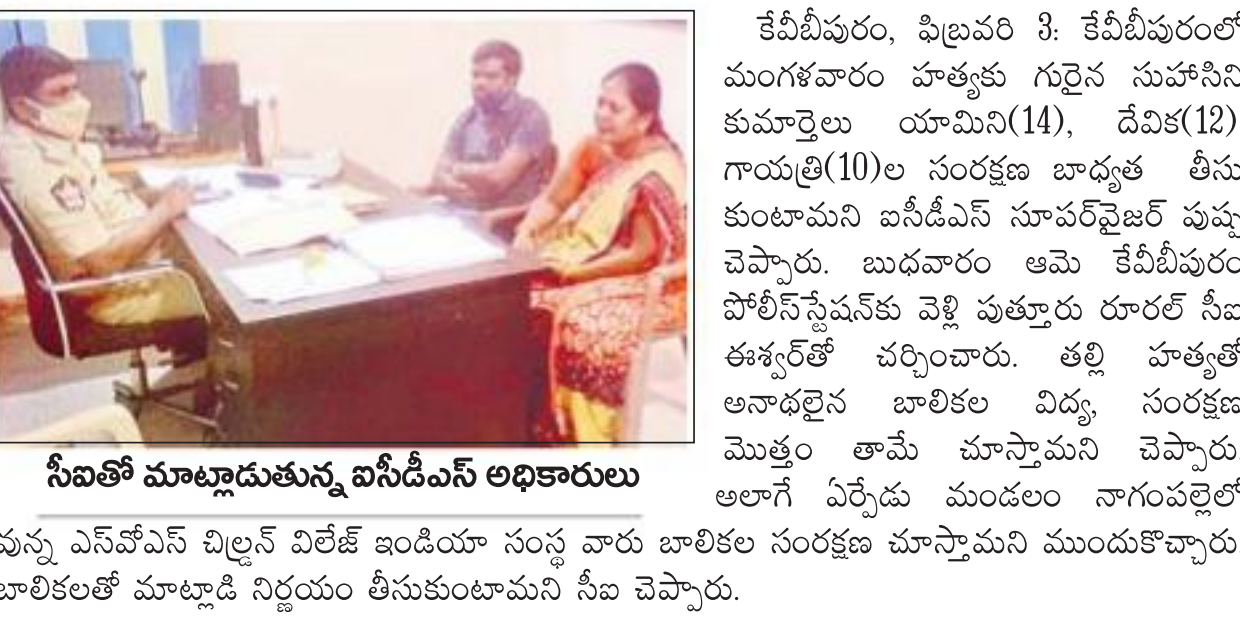 కేవీబీపురం, ఫిబ్రవరి 3: కేవీబీపురంలో
మంగళవారం హత్యకు గురైన సుహాసిని
కుమార్తెలు యామిని(14), దేవిక(12)
గాయత్రి(10)ల సంరక్షణ బాధ్యత తీసు
కుంటామని ఐసీడీఎస్ సూపర్‌వైజర్ పుష్ప
చెప్పారు. బుధవారం ఆమె కేవీబీపురం
పోలీస్‌స్టేషన్‌కు వెళ్లి పుత్తూరు రూరల్ సీఐ
ఈశ్వర్‌తో చర్చించారు. తల్లి హత్యతో
అనాథలైన బాలికల విద్య, సంరక్షణ
మొత్తం తామే చూస్తామని చెప్పారు.
అలాగే ఏర్పేడు మండలం నాగంపల్లెలో
వున్న ఎస్‌వోఎస్ చిల్డ్రన్ విలేజ్ ఇండియా సంస్థ వారు బాలికల సంరక్షణ చూస్తామని ముందుకొచ్చారు.
బాలికలతో మాట్లాడి నిర్ణయం తీసుకుంటామని సీఐ చెప్పారు.
సీఐతో మాట్లాడుతున్న ఐసీడీఎస్ అధికారులు